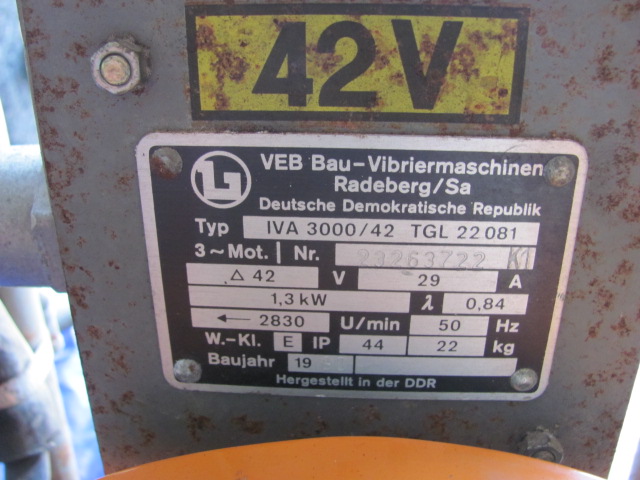 42V
VEB Bau-Vibriermaschinen
Radeberg/Sa
Deutsche Demokratische Republik
Typ IVA 3000/42 TGL 22081
3~Mot. Nr. 23263722 K1
△ 42 V 29 A
1,3 kW λ 0,84
← 2830 U/min 50 Hz
W.-Kl. E IP 44 22 kg
Baujahr 19
Hergestellt in der DDR